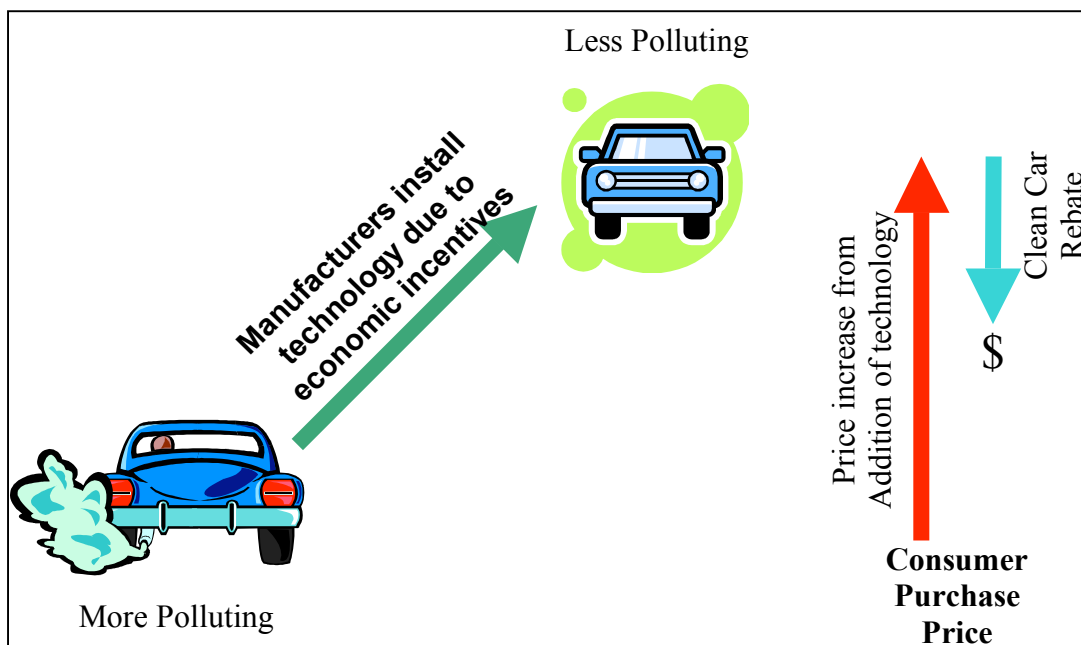 Less Polluting
Manufacturers install
technology due to
economic incentives
More Polluting
Price increase from
Addition of technology
Clean Car
Rebate
$
Consumer
Purchase
Price